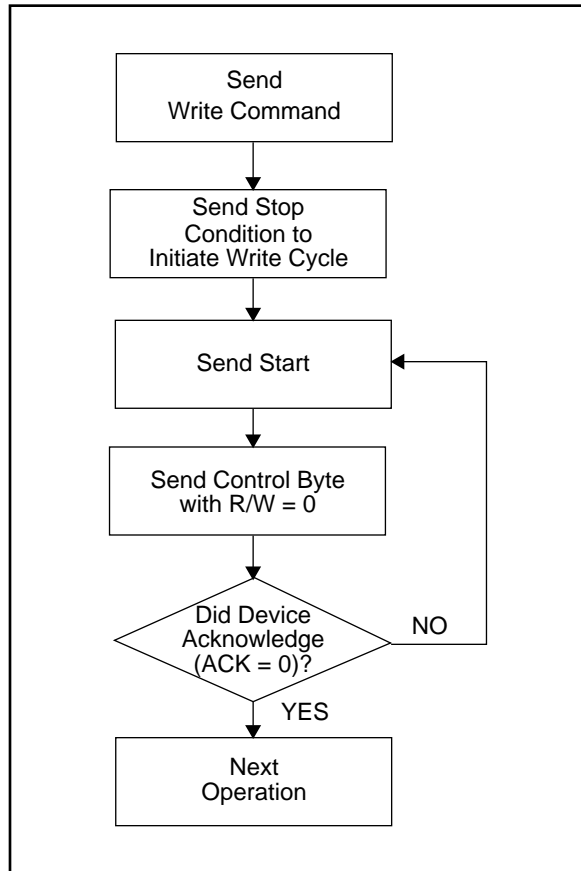 Send
Write Command
Send Stop
Condition to
Initiate Write Cycle
Send Start
Send Control Byte
with R/W = 0
Did Device
Acknowledge
(ACK = 0)?
NO
YES
Next
Operation